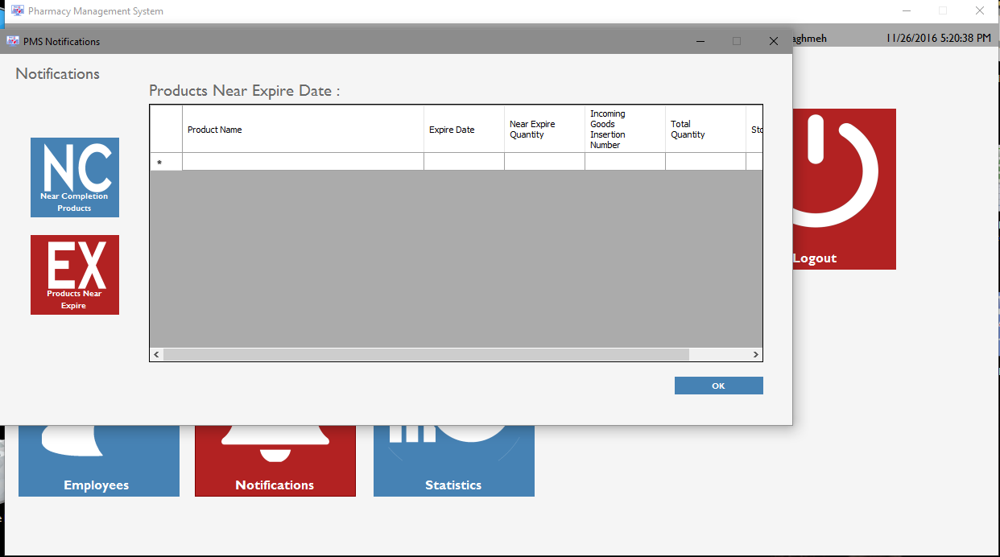 Pharmacy Management System
PMS Notifications
aghmeh
11/26/2016 5:20:38 PM
Notifications
Products Near Expire Date :
Product Name
Expire Date
Near Expire
Quantity
Incoming
Goods
Insertion
Number
Total
Quantity
Sto
*
NC
Near Completion
Products
EX
Products Near
Expire
OK
Logout
Employees
Notifications
Statistics